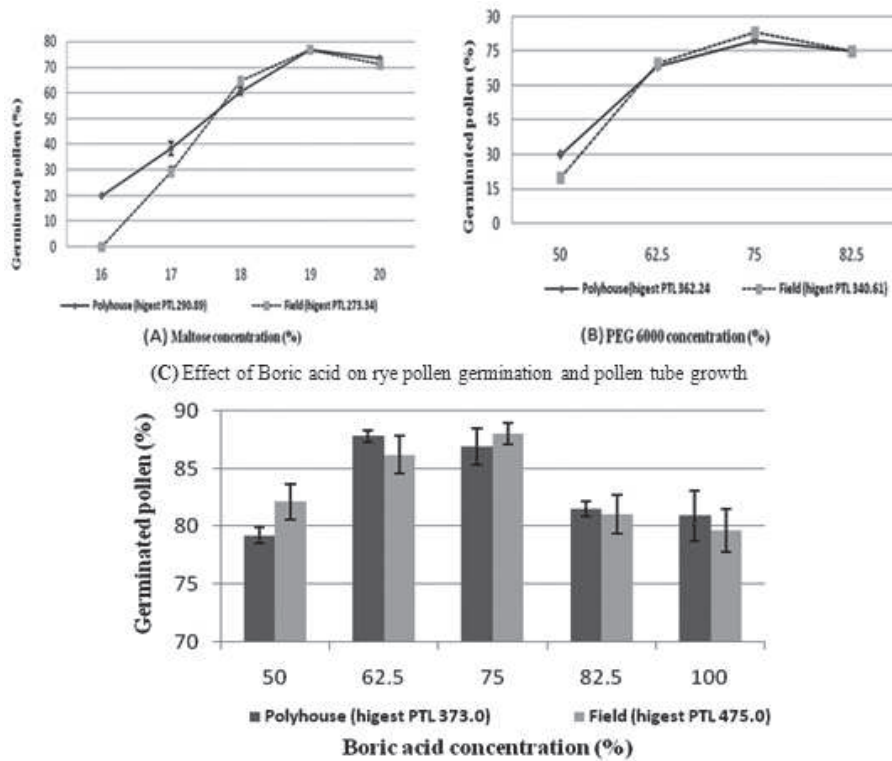 80
70
60
50
40
30
20
10
0
Germinated pollen (%)
16 17 18 19 20
Polyhouse (higest PTL 290.89) Field (higest PTL 273.34)
(A) Maltose concentration (%)
90
75
60
45
30
15
0
Germinated pollen (%)
50 62.5 75 82.5
Polyhouse(higest PTL 362.24 Field (higest PTL 340.61)
(B) PEG 6000 concentration (%)
(C) Effect of Boric acid on rye pollen germination and pollen tube growth
90
85
80
75
70
Germinated pollen (%)
50 62.5 75 82.5 100
Polyhouse (higest PTL 373.0) Field (higest PTL 475.0)
Boric acid concentration (%)